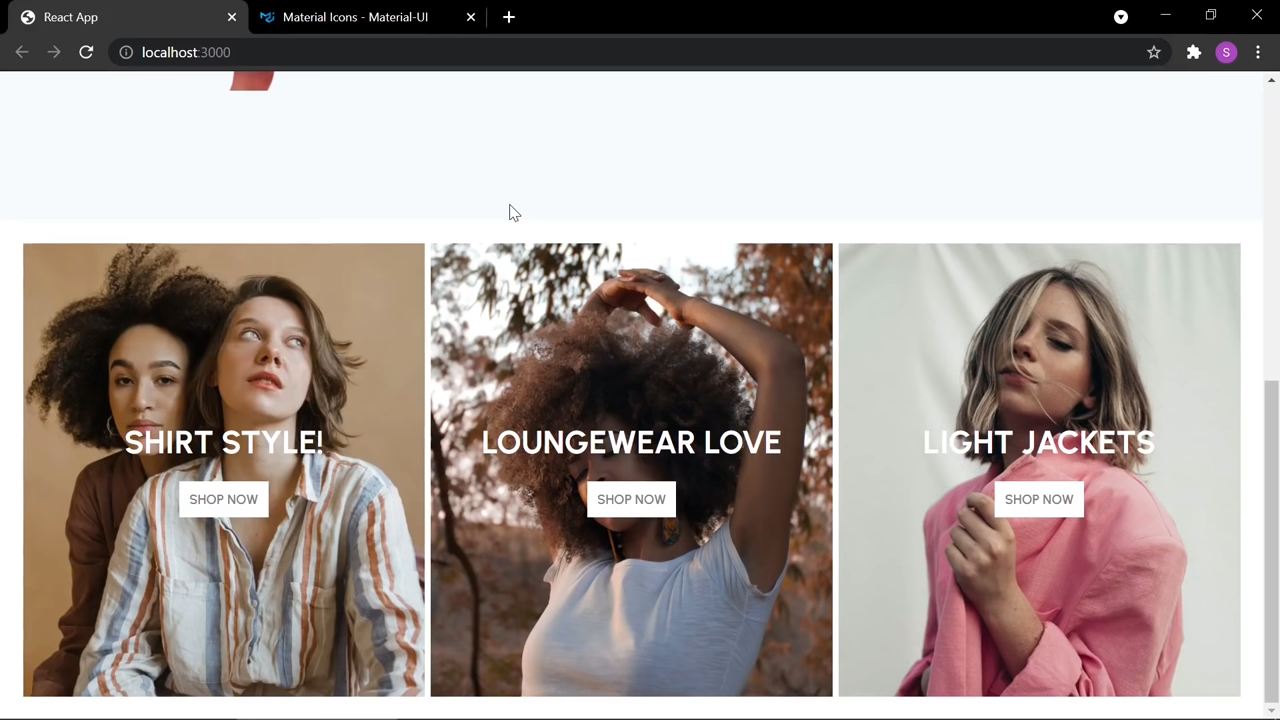 React App
Material Icons - Material-UI
localhost:3000
S
SHIRT STYLE!
SHOP NOW
LOUNGEWEAR LOVE
SHOP NOW
LIGHT JACKETS
SHOP NOW